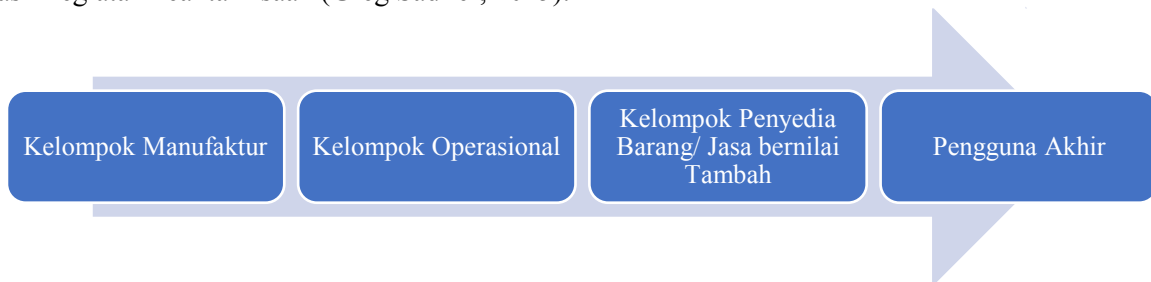 Kelompok Manufaktur
Kelompok Operasional
Kelompok Penyedia
Barang/ Jasa bernilai
Tambah
Pengguna Akhir